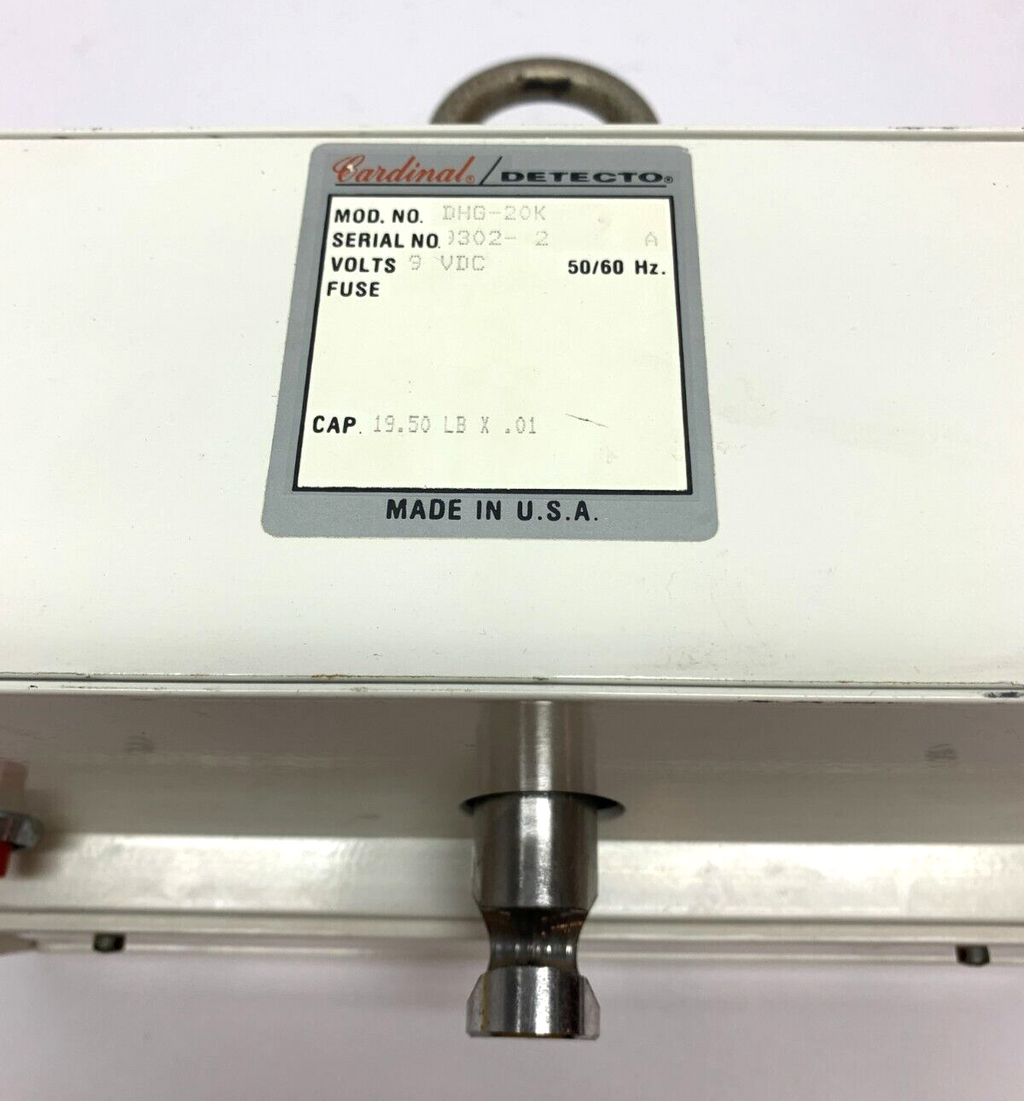 Cardinal® / DETECTO®
MOD. NO. DHG-20K
SERIAL NO. 302- 2 A
VOLTS 9 VDC 50/60 Hz.
FUSE
CAP. 19.50 LB X .01
MADE IN U.S.A.